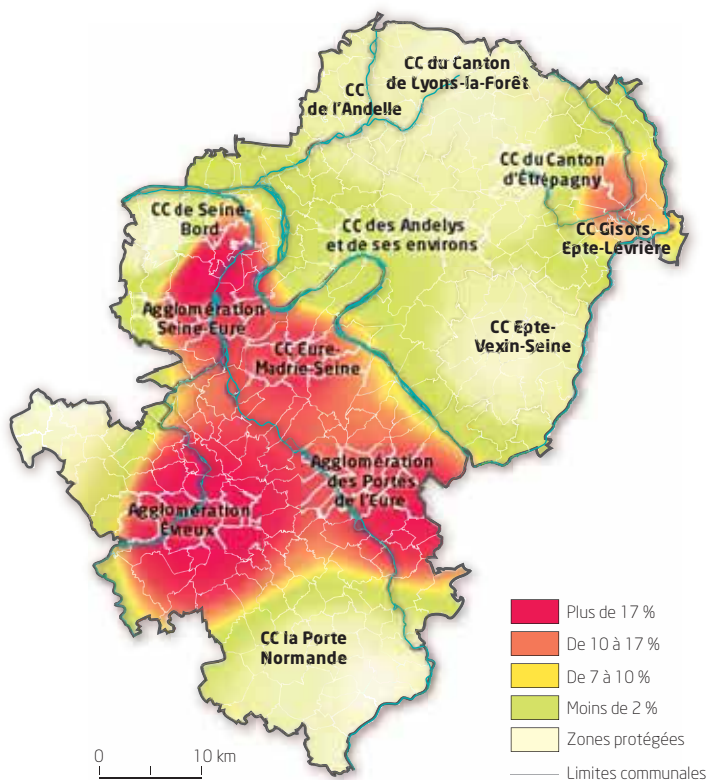 CC du Canton
de Lyons-la-Forêt
CC
de l'Andelle
CC du Canton
d'Étrépagny
CC de Seine-
Bord
CC des Andelys
et de ses environs
CC Gisors-
Epte-Lévrière
Agglomération
Seine-Eure
CC Epte-
Vexin-Seine
CC Eure-
Madrie-Seine
Agglomération
des Portes
de l'Eure
Agglomération
Évreux
CC la Porte
Normande
Plus de 17 %
De 10 à 17 %
De 7 à 10 %
Moins de 2 %
Zones protégées
Limites communales
0 10 km